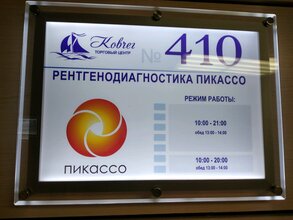 Ковчег
ТОРГОВЫЙ ЦЕНТР
№ 410
РЕНТГЕНОДИАГНОСТИКА ПИКАССО
РЕЖИМ РАБОТЫ:
10:00 - 21:00
обед 13:00 - 14:00
10:00 - 20:00
обед 13:00 - 14:00
ПИКАССО